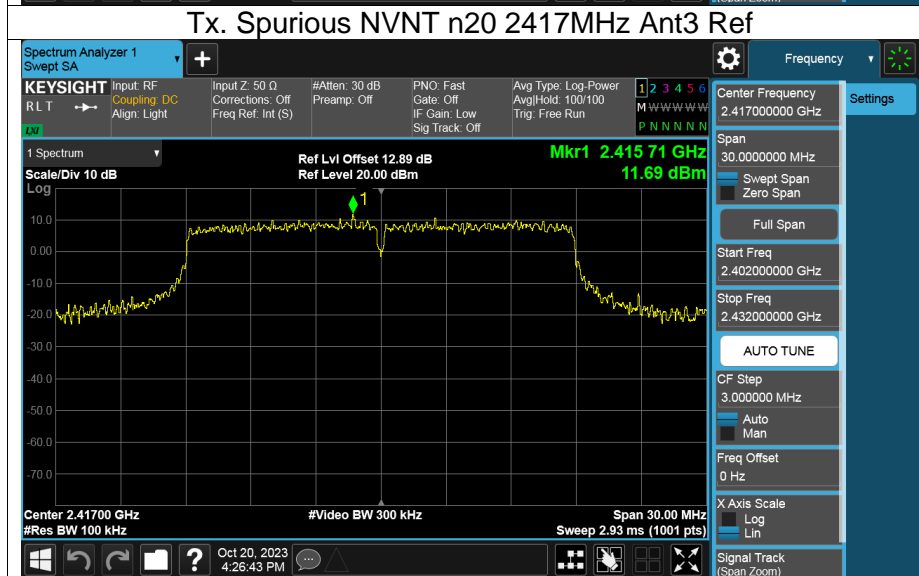 (Span Zoom)
Tx. Spurious NVNT n20 2417MHz Ant3 Ref
Spectrum Analyzer 1
Swept SA
+
Frequency
KEYSIGHT
RLT
LXI
Input: RF
Coupling: DC
Align: Light
Input Z: 50 Ω
Corrections: Off
Freq Ref: Int (S)
#Atten: 30 dB
Preamp: Off
PNO: Fast
Gate: Off
IF Gain: Low
Sig Track: Off
Avg Type: Log-Power
Avg|Hold: 100/100
Trig: Free Run
1 2 3 4 5 6
M W W W W W
P N N N N N
1 Spectrum
Scale/Div 10 dB
Log
Ref Lvl Offset 12.89 dB
Ref Level 20.00 dBm
Mkr1 2.415 71 GHz
11.69 dBm
1
10.0
0.00
-10.0
-20.0
-30.0
-40.0
-50.0
-60.0
-70.0
Center 2.41700 GHz
#Res BW 100 kHz
#Video BW 300 kHz
Span 30.00 MHz
Sweep 2.93 ms (1001 pts)
Center Frequency
2.417000000 GHz
Settings
Span
30.0000000 MHz
Swept Span
Zero Span
Full Span
Start Freq
2.402000000 GHz
Stop Freq
2.432000000 GHz
AUTO TUNE
CF Step
3.000000 MHz
Auto
Man
Freq Offset
0 Hz
X Axis Scale
Log
Lin
Signal Track
(Span Zoom)
?
Oct 20, 2023
4:26:43 PM